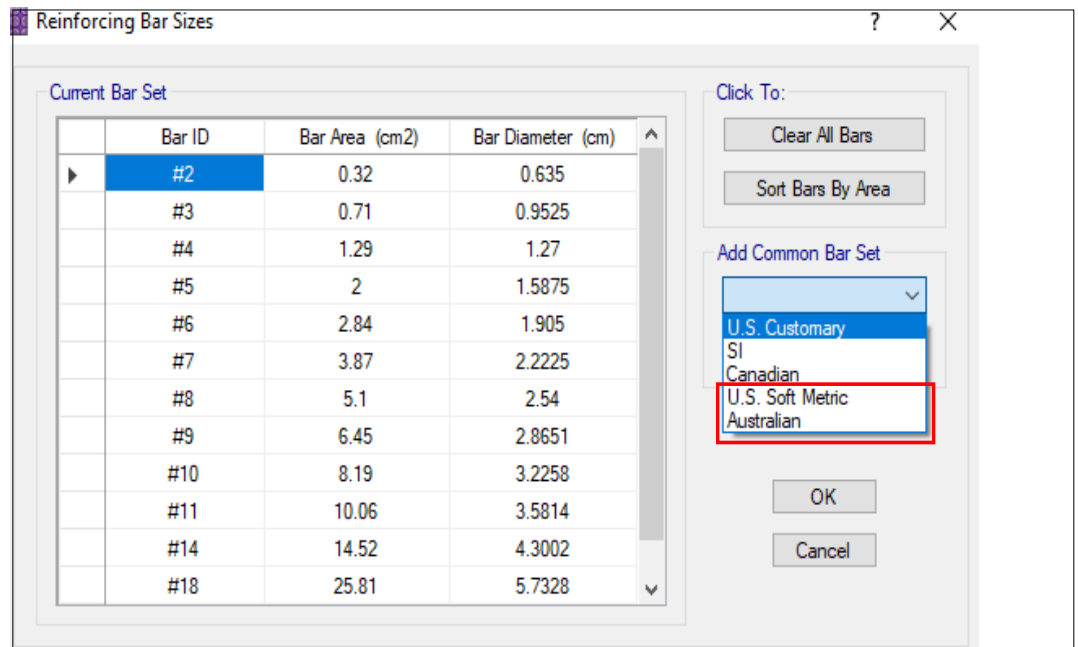 Reinforcing Bar Sizes ? X
Current Bar Set
Bar ID Bar Area (cm2) Bar Diameter (cm)
#2 0.32 0.635
#3 0.71 0.9525
#4 1.29 1.27
#5 2 1.5875
#6 2.84 1.905
#7 3.87 2.2225
#8 5.1 2.54
#9 6.45 2.8651
#10 8.19 3.2258
#11 10.06 3.5814
#14 14.52 4.3002
#18 25.81 5.7328
Click To:
Clear All Bars
Sort Bars By Area
Add Common Bar Set
U.S. Customary
SI
Canadian
U.S. Soft Metric
Australian
OK
Cancel